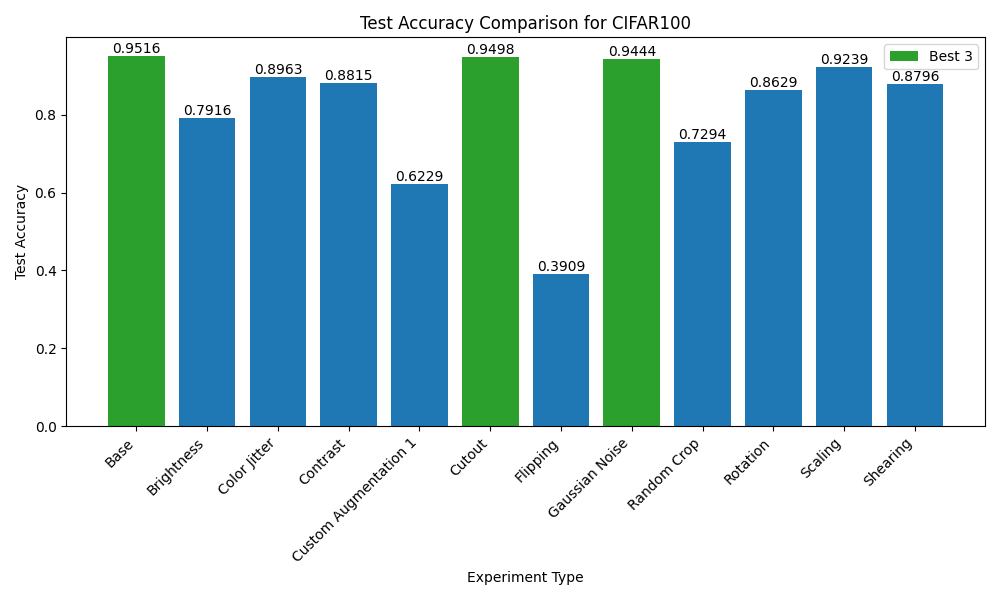 Test Accuracy Comparison for CIFAR100
Best 3
0.9516
0.7916
0.8963
0.8815
0.6229
0.9498
0.3909
0.9444
0.7294
0.8629
0.9239
0.8796
Test Accuracy
0.8
0.6
0.4
0.2
0.0
Base
Brightness
Color Jitter
Contrast
Custom Augmentation 1
Cutout
Flipping
Gaussian Noise
Random Crop
Rotation
Scaling
Shearing
Experiment Type